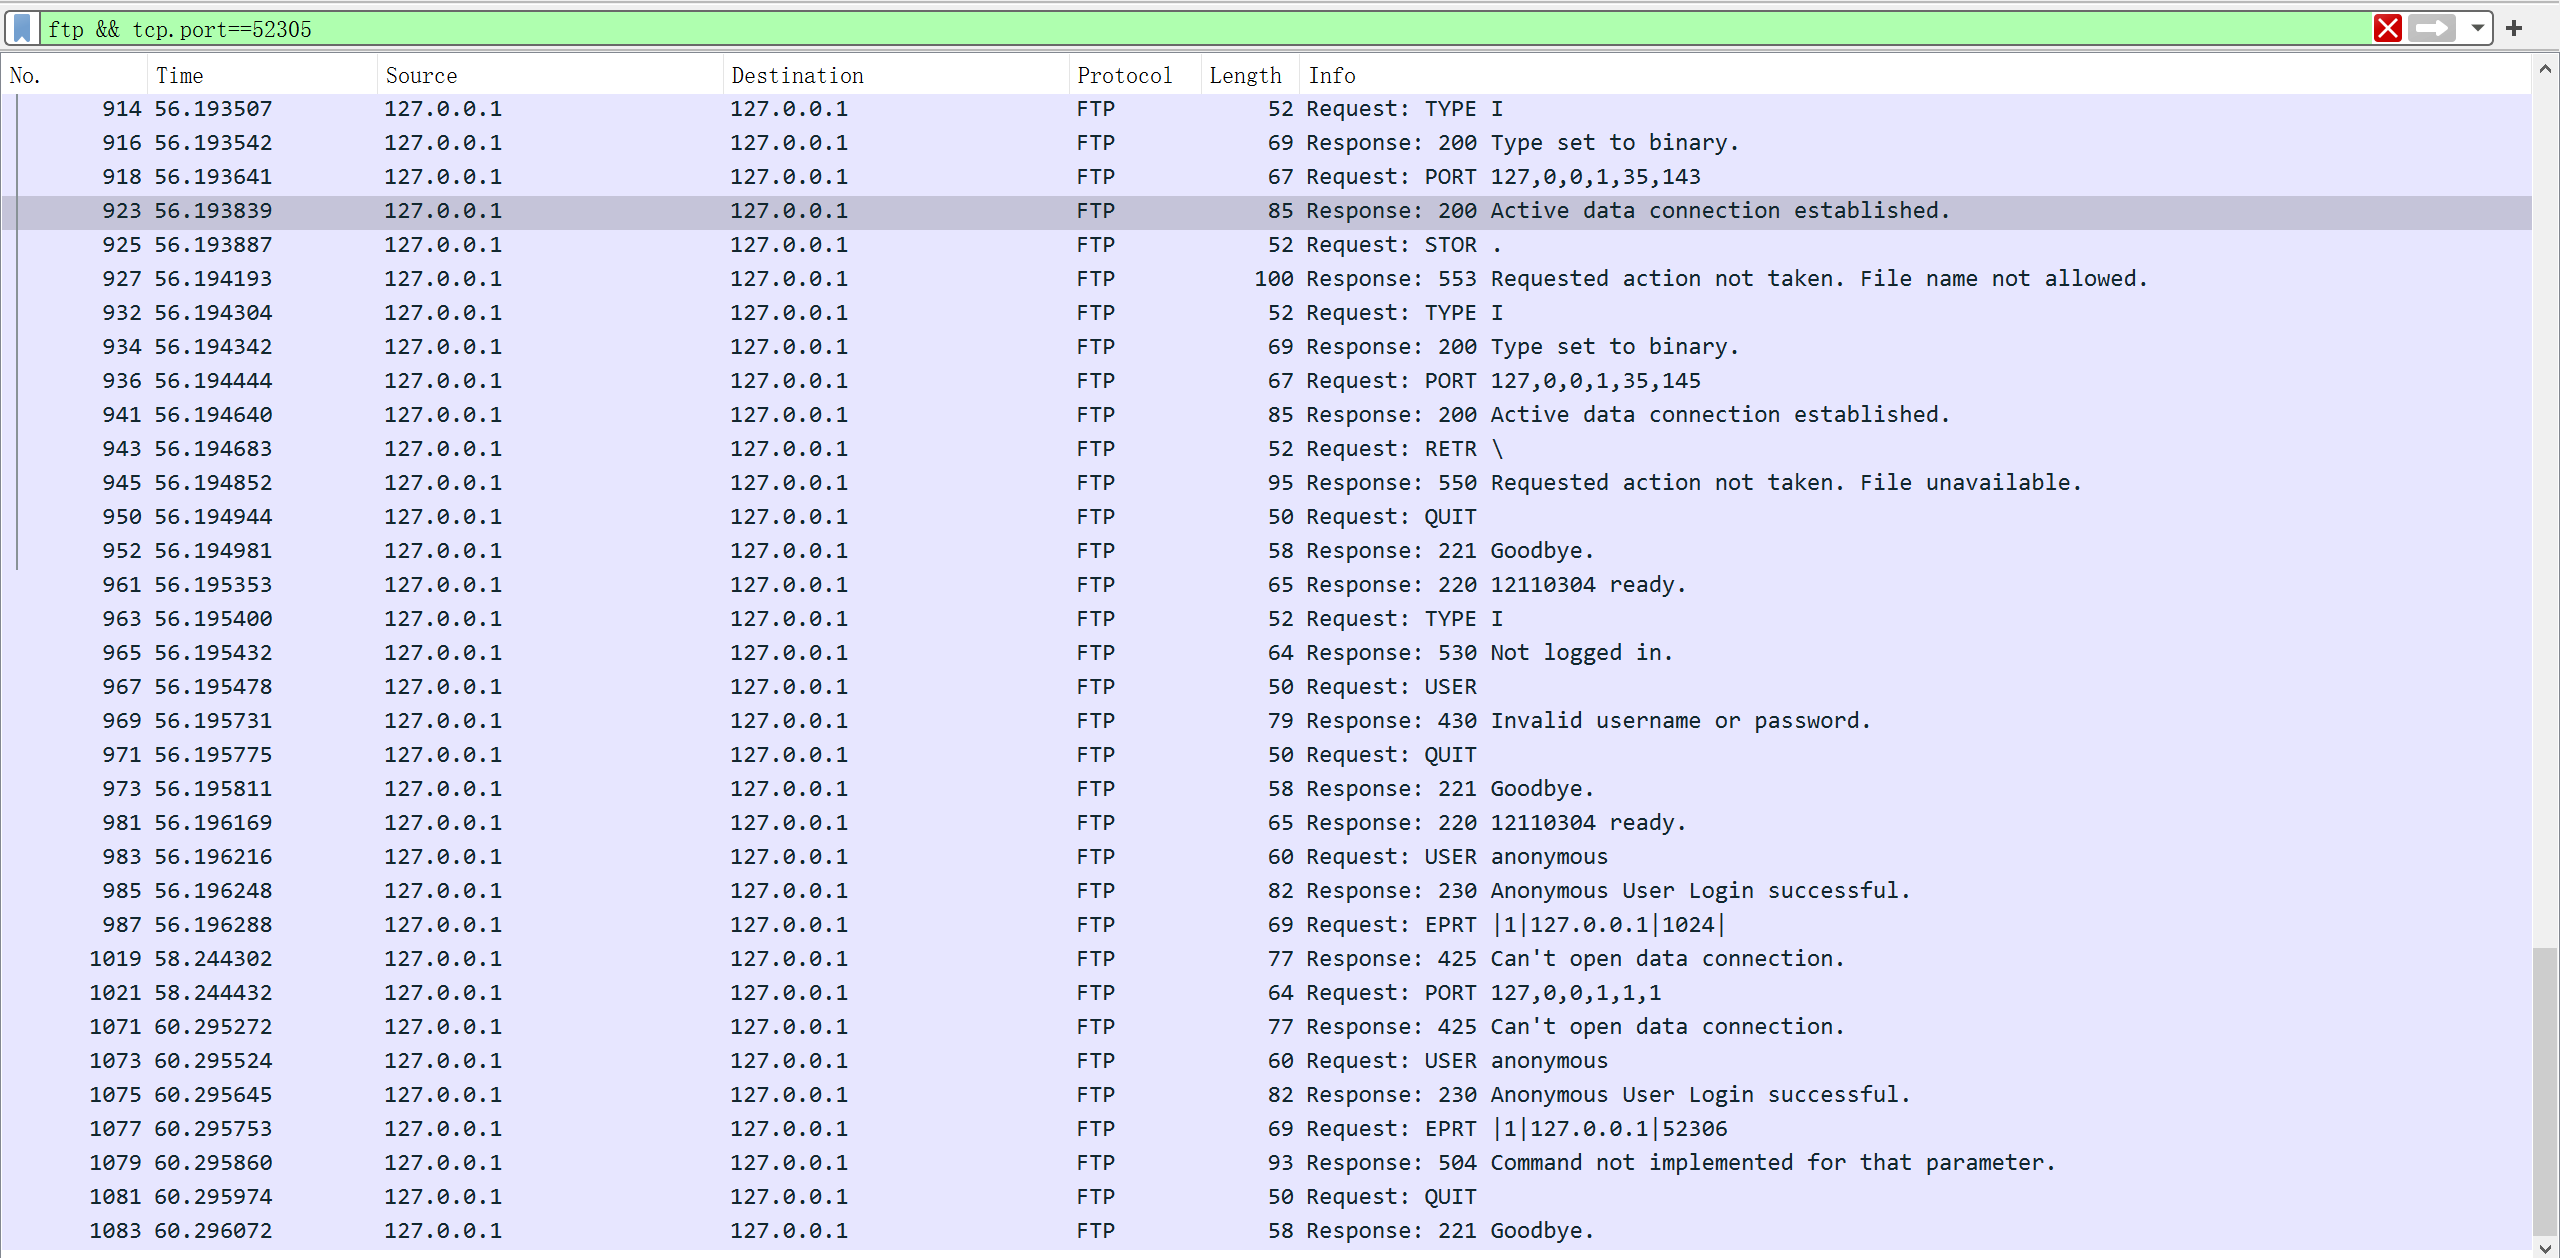 ftp && tcp.port==52305
No. Time Source Destination Protocol Length Info
914 56.193507 127.0.0.1 127.0.0.1 FTP 52 Request: TYPE I
916 56.193542 127.0.0.1 127.0.0.1 FTP 69 Response: 200 Type set to binary.
918 56.193641 127.0.0.1 127.0.0.1 FTP 67 Request: PORT 127,0,0,1,35,143
923 56.193839 127.0.0.1 127.0.0.1 FTP 85 Response: 200 Active data connection established.
925 56.193887 127.0.0.1 127.0.0.1 FTP 52 Request: STOR .
927 56.194193 127.0.0.1 127.0.0.1 FTP 100 Response: 553 Requested action not taken. File name not allowed.
932 56.194304 127.0.0.1 127.0.0.1 FTP 52 Request: TYPE I
934 56.194342 127.0.0.1 127.0.0.1 FTP 69 Response: 200 Type set to binary.
936 56.194444 127.0.0.1 127.0.0.1 FTP 67 Request: PORT 127,0,0,1,35,145
941 56.194640 127.0.0.1 127.0.0.1 FTP 85 Response: 200 Active data connection established.
943 56.194683 127.0.0.1 127.0.0.1 FTP 52 Request: RETR \
945 56.194852 127.0.0.1 127.0.0.1 FTP 95 Response: 550 Requested action not taken. File unavailable.
950 56.194944 127.0.0.1 127.0.0.1 FTP 50 Request: QUIT
952 56.194981 127.0.0.1 127.0.0.1 FTP 58 Response: 221 Goodbye.
961 56.195353 127.0.0.1 127.0.0.1 FTP 65 Response: 220 12110304 ready.
963 56.195400 127.0.0.1 127.0.0.1 FTP 52 Request: TYPE I
965 56.195432 127.0.0.1 127.0.0.1 FTP 64 Response: 530 Not logged in.
967 56.195478 127.0.0.1 127.0.0.1 FTP 50 Request: USER
969 56.195731 127.0.0.1 127.0.0.1 FTP 79 Response: 430 Invalid username or password.
971 56.195775 127.0.0.1 127.0.0.1 FTP 50 Request: QUIT
973 56.195811 127.0.0.1 127.0.0.1 FTP 58 Response: 221 Goodbye.
981 56.196169 127.0.0.1 127.0.0.1 FTP 65 Response: 220 12110304 ready.
983 56.196216 127.0.0.1 127.0.0.1 FTP 60 Request: USER anonymous
985 56.196248 127.0.0.1 127.0.0.1 FTP 82 Response: 230 Anonymous User Login successful.
987 56.196288 127.0.0.1 127.0.0.1 FTP 69 Request: EPRT |1|127.0.0.1|1024|
1019 58.244302 127.0.0.1 127.0.0.1 FTP 77 Response: 425 Can't open data connection.
1021 58.244432 127.0.0.1 127.0.0.1 FTP 64 Request: PORT 127,0,0,1,1,1
1071 60.295272 127.0.0.1 127.0.0.1 FTP 77 Response: 425 Can't open data connection.
1073 60.295524 127.0.0.1 127.0.0.1 FTP 60 Request: USER anonymous
1075 60.295645 127.0.0.1 127.0.0.1 FTP 82 Response: 230 Anonymous User Login successful.
1077 60.295753 127.0.0.1 127.0.0.1 FTP 69 Request: EPRT |1|127.0.0.1|52306
1079 60.295860 127.0.0.1 127.0.0.1 FTP 93 Response: 504 Command not implemented for that parameter.
1081 60.295974 127.0.0.1 127.0.0.1 FTP 50 Request: QUIT
1083 60.296072 127.0.0.1 127.0.0.1 FTP 58 Response: 221 Goodbye.